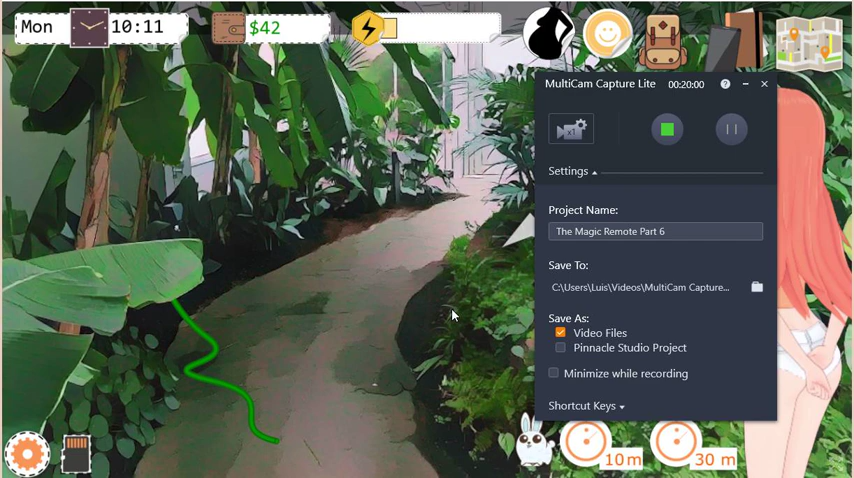 Mon 10:11 $42
MultiCam Capture Lite 00:20:00 ?
x1
Settings
Project Name:
The Magic Remote Part 6
Save To:
C:\Users\Luis\Videos\MultiCam Capture...
Save As:
Video Files
Pinnacle Studio Project
Minimize while recording
Shortcut Keys
10m 30 m